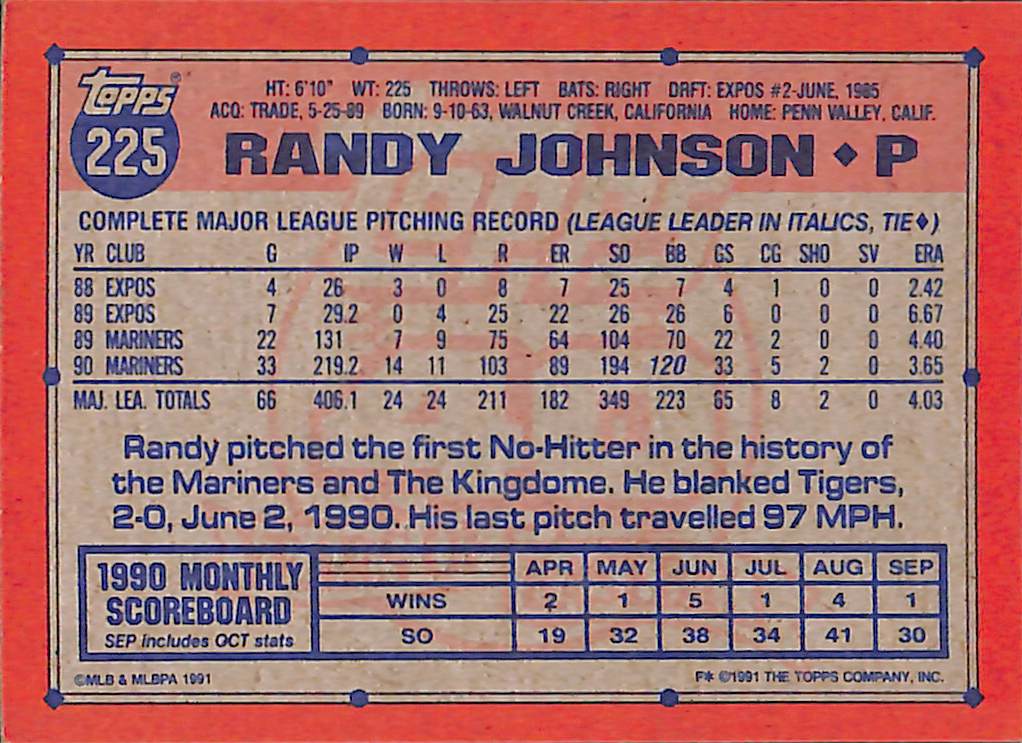 Topps®
225
HT: 6'10" WT: 225 THROWS: LEFT BATS: RIGHT DRFT: EXPOS #2-JUNE, 1985
ACQ: TRADE, 5-25-89 BORN: 9-10-63, WALNUT CREEK, CALIFORNIA HOME: PENN VALLEY, CALIF.
RANDY JOHNSON ♦ P
COMPLETE MAJOR LEAGUE PITCHING RECORD (LEAGUE LEADER IN ITALICS, TIE♦)
YR CLUB G IP W L R ER SO BB GS CG SHO SV ERA
88 EXPOS 4 26 3 0 8 7 25 7 4 1 0 0 2.42
89 EXPOS 7 29.2 0 4 25 22 26 26 6 0 0 0 6.67
89 MARINERS 22 131 7 9 75 64 104 70 22 2 0 0 4.40
90 MARINERS 33 219.2 14 11 103 89 194 120 33 5 2 0 3.65
MAJ. LEA. TOTALS 66 406.1 24 24 211 182 349 223 65 8 2 0 4.03
Randy pitched the first No-Hitter in the history of
the Mariners and The Kingdome. He blanked Tigers,
2-0, June 2, 1990. His last pitch travelled 97 MPH.
1990 MONTHLY
SCOREBOARD
SEP includes OCT stats
APR MAY JUN JUL AUG SEP
WINS 2 1 5 1 4 1
SO 19 32 38 34 41 30
©MLB & MLBPA 1991
F* ©1991 THE TOPPS COMPANY, INC.